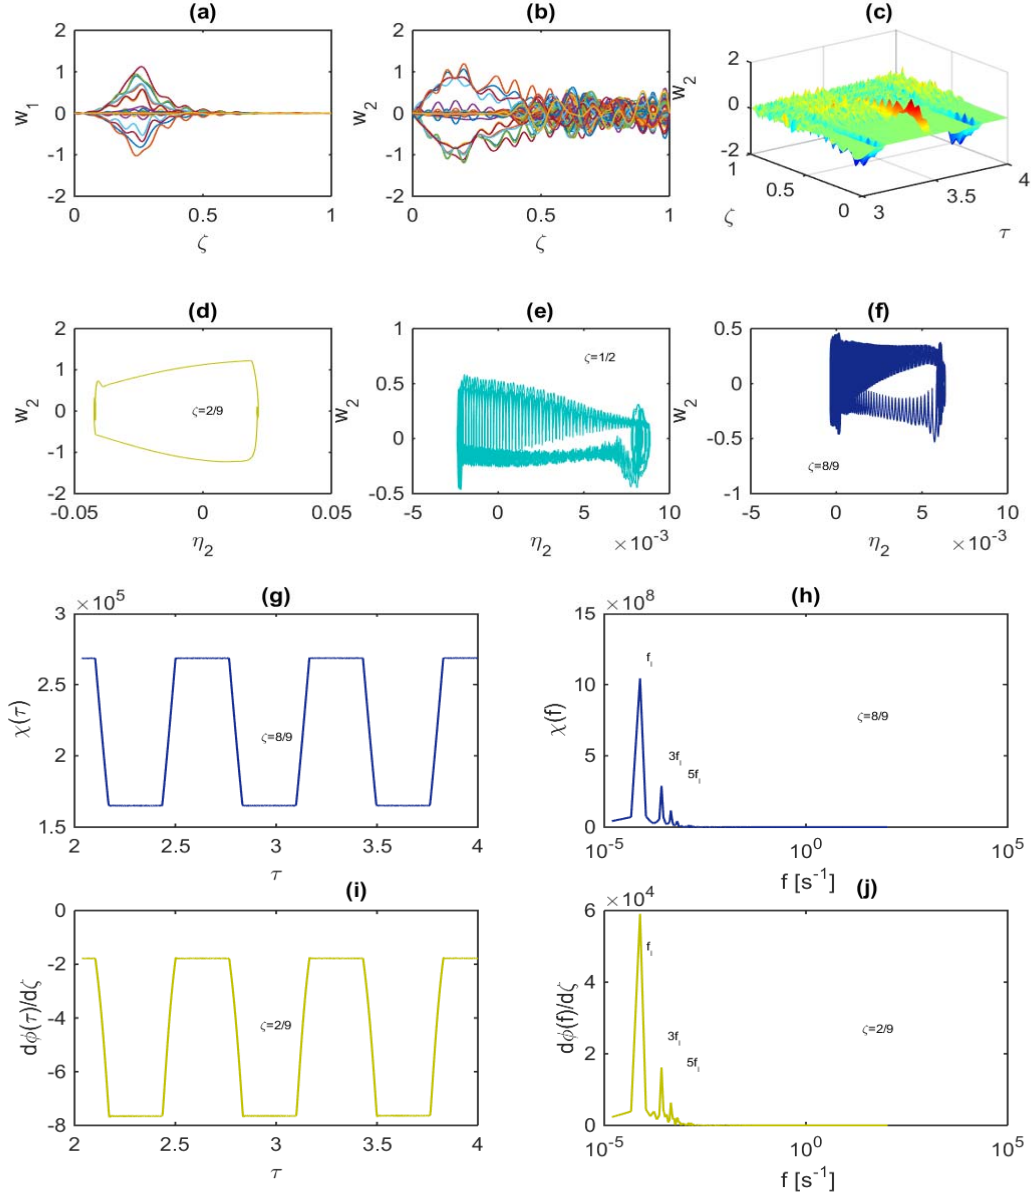 (a)
2
1
0
-1
-2
w₁
0
0.5
1
ζ
(b)
2
1
0
-1
-2
w₂
0
0.5
1
ζ
(c)
2
0
-2
w₂
1
0.5
0
ζ
3
3.5
4
τ
(d)
2
1
0
-1
-2
w₂
ζ=2/9
-0.05
0
0.05
η₂
(e)
1
0.5
0
-0.5
w₂
ζ=1/2
-5
0
5
10
×10⁻³
η₂
(f)
0.5
0
-0.5
-1
w₂
ζ=8/9
-5
0
5
10
×10⁻³
η₂
(g)
×10⁵
3
2.5
2
1.5
χ(τ)
ζ=8/9
2
2.5
3
3.5
4
τ
(h)
×10⁸
15
10
5
0
χ(f)
fₗ
3fₗ
5fₗ
ζ=8/9
10⁻⁵
10⁰
10⁵
f [s⁻¹]
(i)
0
-2
-4
-6
-8
dϕ(τ)/dζ
ζ=2/9
2
2.5
3
3.5
4
τ
(j)
×10⁴
6
4
2
0
dϕ(f)/dζ
fₗ
3fₗ
5fₗ
ζ=2/9
10⁻⁵
10⁰
10⁵
f [s⁻¹]